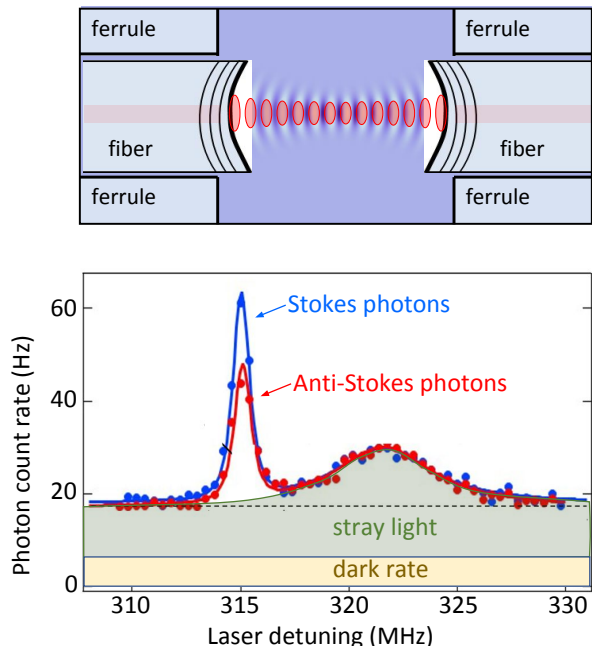 ferrule ferrule
fiber fiber
ferrule ferrule
60
40
20
0
Photon count rate (Hz)
Stokes photons
Anti-Stokes photons
stray light
dark rate
310 315 320 325 330
Laser detuning (MHz)